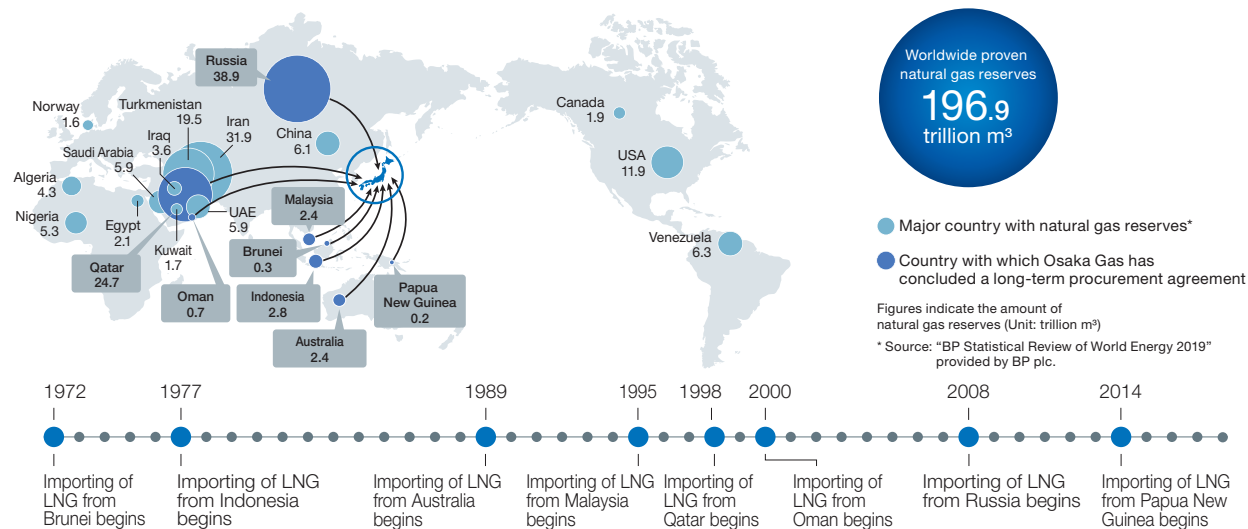 Russia
38.9
Norway
1.6
Turkmenistan
19.5
Iran
31.9
Iraq
3.6
Saudi Arabia
5.9
Algeria
4.3
Nigeria
5.3
Egypt
2.1
Kuwait
1.7
Qatar
24.7
Oman
0.7
UAE
5.9
China
6.1
Malaysia
2.4
Brunei
0.3
Indonesia
2.8
Papua
New Guinea
0.2
Australia
2.4
Canada
1.9
USA
11.9
Venezuela
6.3
Worldwide proven
natural gas reserves
196.9
trillion m³
Major country with natural gas reserves*
Country with which Osaka Gas has
concluded a long-term procurement agreement
Figures indicate the amount of
natural gas reserves (Unit: trillion m³)
* Source: “BP Statistical Review of World Energy 2019”
provided by BP plc.
1972
Importing of
LNG from
Brunei begins
1977
Importing of LNG
from Indonesia
begins
1989
Importing of LNG
from Australia
begins
1995
Importing of LNG
from Malaysia
begins
1998
Importing of
LNG from
Qatar begins
2000
Importing of
LNG from
Oman begins
2008
Importing of LNG
from Russia begins
2014
Importing of LNG
from Papua New
Guinea begins